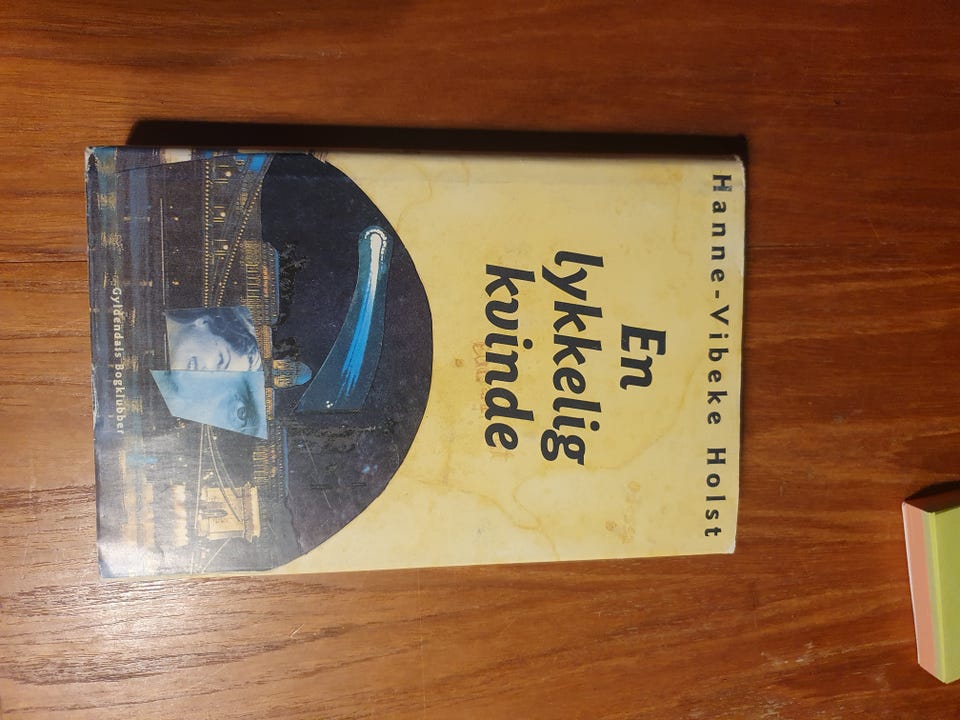 Hanne-Vibeke Holst
En
lykkelig
kvinde
Gyldendals Bogklubber